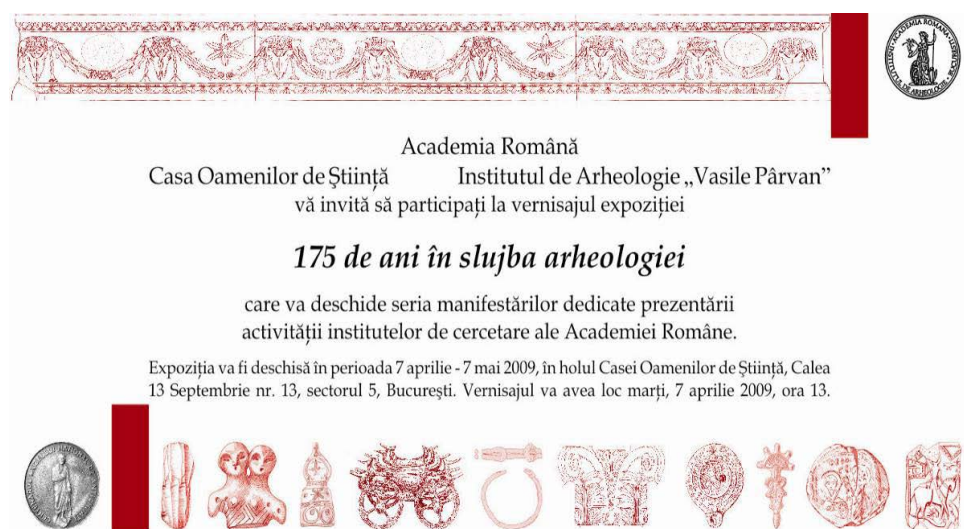 Academia Română
Casa Oamenilor de Ştiinţă Institutul de Arheologie „Vasile Pârvan”
vă invită să participaţi la vernisajul expoziţiei
175 de ani în slujba arheologiei
care va deschide seria manifestărilor dedicate prezentării
activităţii institutelor de cercetare ale Academiei Române.
Expoziţia va fi deschisă în perioada 7 aprilie - 7 mai 2009, în holul Casei Oamenilor de Ştiinţă, Calea
13 Septembrie nr. 13, sectorul 5, Bucureşti. Vernisajul va avea loc marţi, 7 aprilie 2009, ora 13.